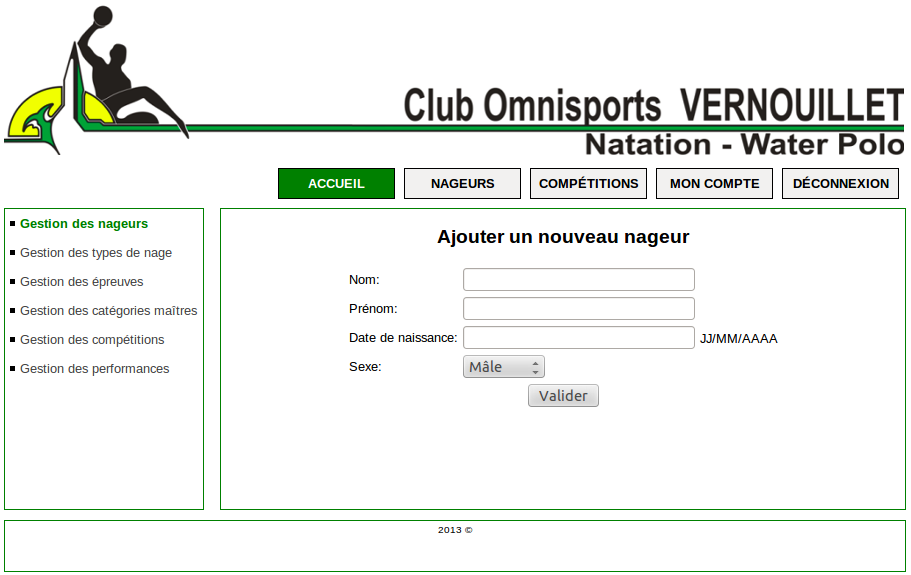 Club Omnisports VERNOUILLET
Natation - Water Polo
ACCUEIL NAGEURS COMPÉTITIONS MON COMPTE DÉCONNEXION
Gestion des nageurs
Gestion des types de nage
Gestion des épreuves
Gestion des catégories maîtres
Gestion des compétitions
Gestion des performances
Ajouter un nouveau nageur
Nom:
Prénom:
Date de naissance: JJ/MM/AAAA
Sexe: Mâle
Valider
2013 ©